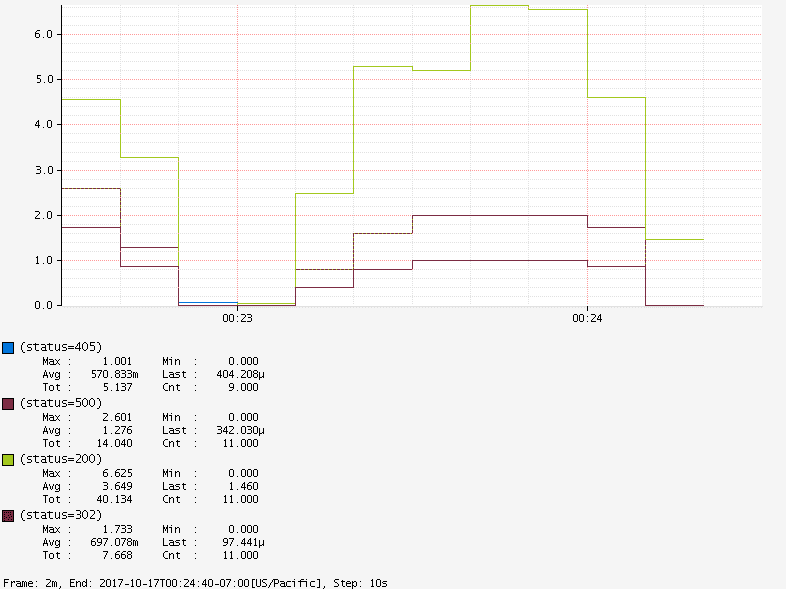 6.0
5.0
4.0
3.0
2.0
1.0
0.0
00:23 00:24
(status=405)
Max : 1.001 Min : 0.000
Avg : 570.833m Last : 404.208µ
Tot : 5.137 Cnt : 9.000
(status=500)
Max : 2.601 Min : 0.000
Avg : 1.276 Last : 342.030µ
Tot : 14.040 Cnt : 11.000
(status=200)
Max : 6.625 Min : 0.000
Avg : 3.649 Last : 1.460
Tot : 40.134 Cnt : 11.000
(status=302)
Max : 1.733 Min : 0.000
Avg : 697.078m Last : 97.441µ
Tot : 7.668 Cnt : 11.000
Frame: 2m, End: 2017-10-17T00:24:40-07:00[US/Pacific], Step: 10s